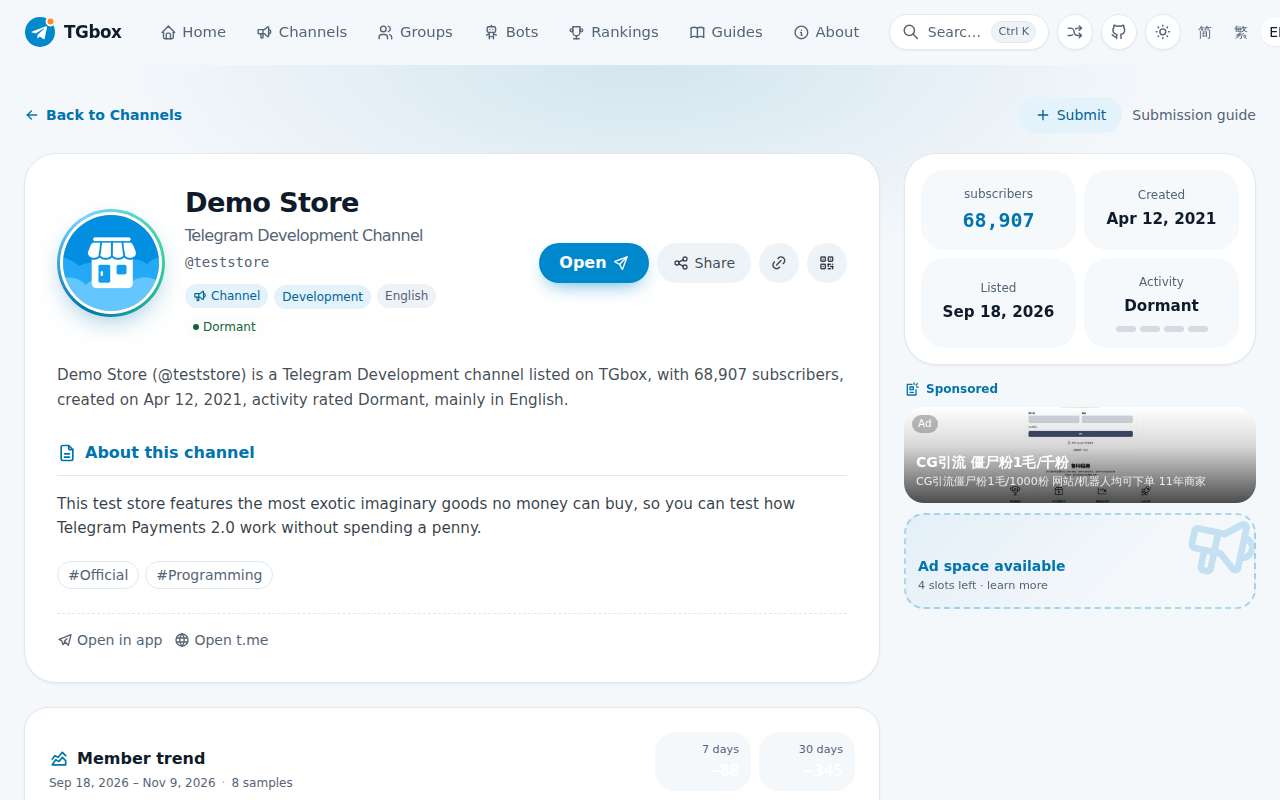 TGbox
Home
Channels
Groups
Bots
Rankings
Guides
About
Searc…
Ctrl K
简
繁
Back to Channels
Submit
Submission guide
Demo Store
Telegram Development Channel
@teststore
Channel
Development
English
Dormant
Open
Share
Demo Store (@teststore) is a Telegram Development channel listed on TGbox, with 68,907 subscribers,
created on Apr 12, 2021, activity rated Dormant, mainly in English.
About this channel
This test store features the most exotic imaginary goods no money can buy, so you can test how
Telegram Payments 2.0 work without spending a penny.
#Official
#Programming
Open in app
Open t.me
Member trend
Sep 18, 2026 – Nov 9, 2026 · 8 samples
7 days
−88
30 days
−345
subscribers
68,907
Created
Apr 12, 2021
Listed
Sep 18, 2026
Activity
Dormant
Sponsored
Ad
CG引流 僵尸粉1毛/千粉
CG引流僵尸粉1毛/1000粉 网站/机器人均可下单 11年商家
Ad space available
4 slots left · learn more